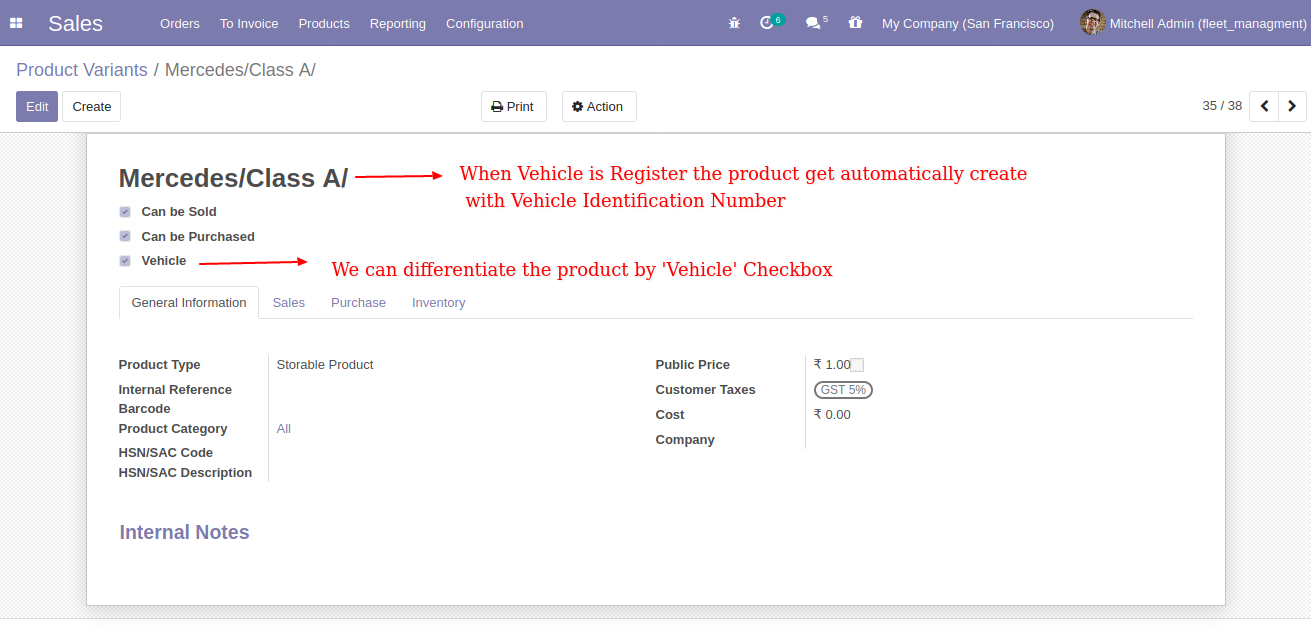 Sales Orders To Invoice Products Reporting Configuration 6 5 My Company (San Francisco) Mitchell Admin (fleet_managment)
Product Variants / Mercedes/Class A/
Edit Create Print Action 35 / 38
Mercedes/Class A/ When Vehicle is Register the product get automatically create
with Vehicle Identification Number
Can be Sold
Can be Purchased
Vehicle
We can differentiate the product by 'Vehicle' Checkbox
General Information Sales Purchase Inventory
Product Type Storable Product Public Price ₹ 1.00
Internal Reference Customer Taxes GST 5%
Barcode
Cost ₹ 0.00
Product Category All
Company
HSN/SAC Code
HSN/SAC Description
Internal Notes